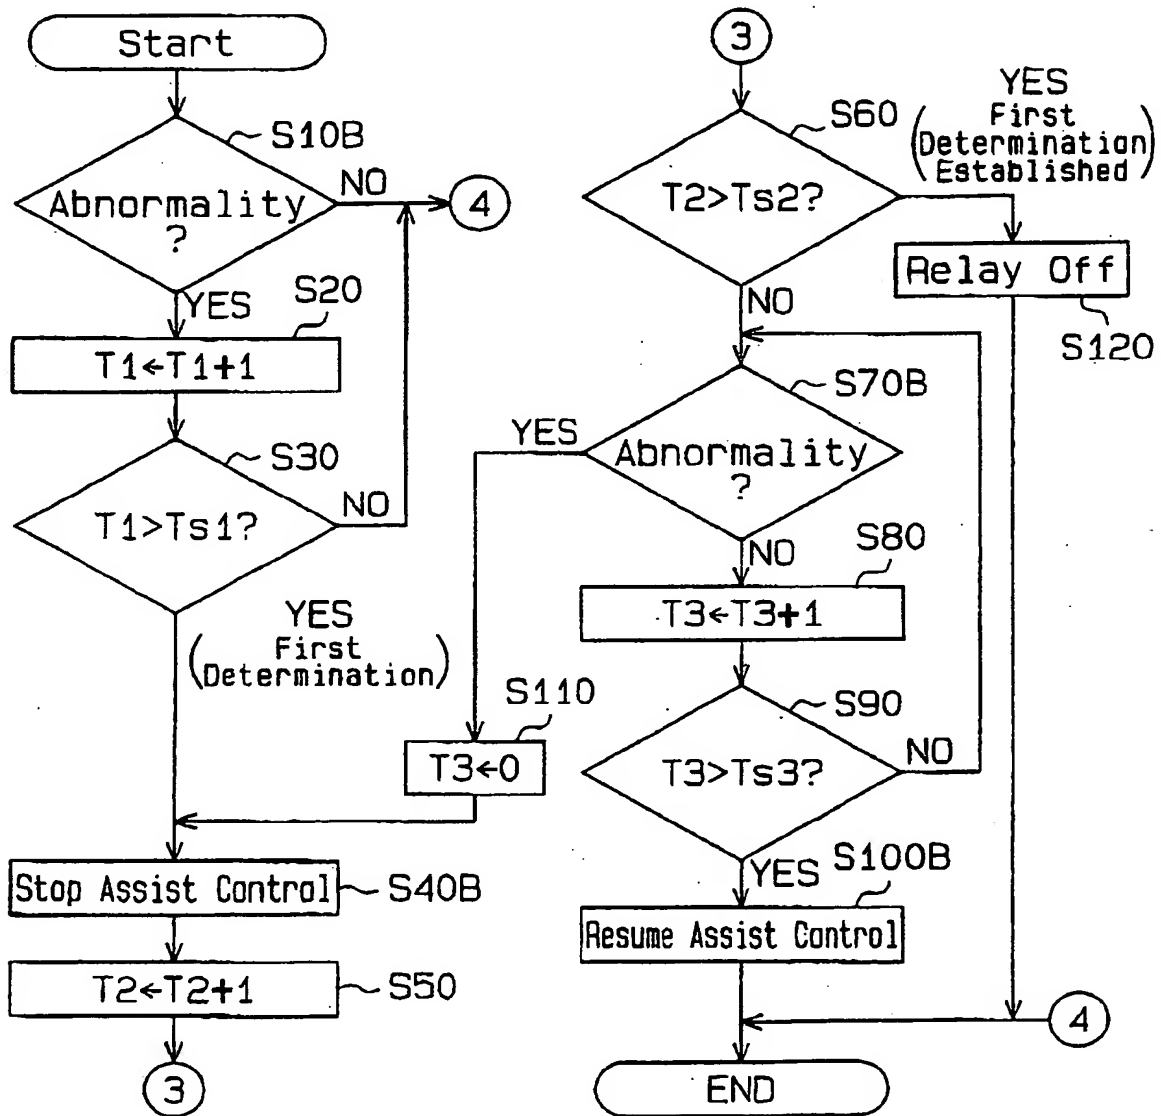 Start
S10B
Abnormality
?
NO
4
YES
S20
T1←T1+1
S30
T1>Ts1?
NO
YES
(First
Determination)
S110
T3←0
Stop Assist Control
S40B
T2←T2+1
S50
3
3
S60
T2>Ts2?
YES
(First
Determination
Established)
Relay Off
S120
NO
S70B
YES
Abnormality
?
NO
S80
T3←T3+1
S90
T3>Ts3?
NO
YES
S100B
Resume Assist Control
4
END